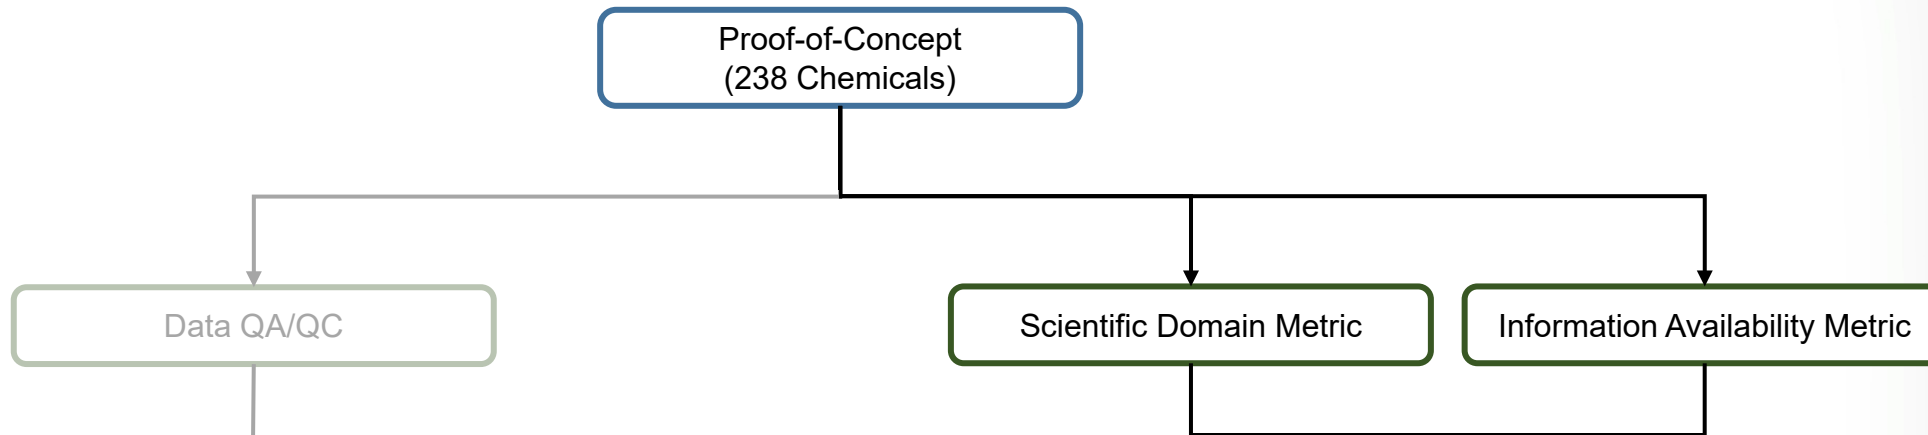 Proof-of-Concept
(238 Chemicals)
Data QA/QC
Scientific Domain Metric
Information Availability Metric